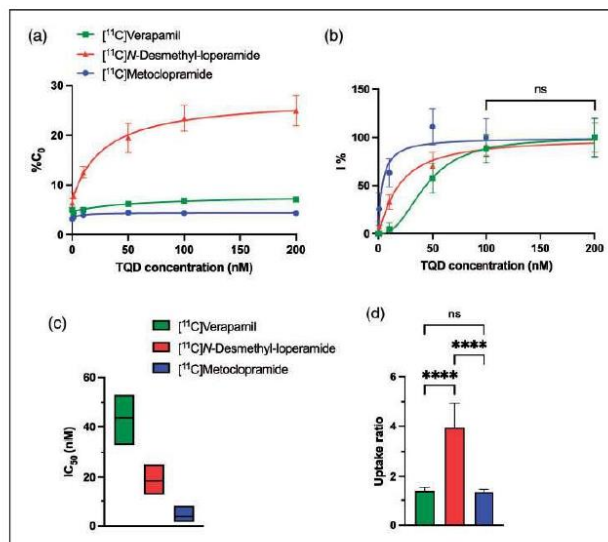 (a)
[¹¹C]Verapamil
[¹¹C]N-Desmethyl-loperamide
[¹¹C]Metoclopramide
%C₀
30
20
10
0
0 50 100 150 200
TQD concentration (nM)
(b)
ns
I %
150
100
50
0
0 50 100 150 200
TQD concentration (nM)
(c)
[¹¹C]Verapamil
[¹¹C]N-Desmethyl-loperamide
[¹¹C]Metoclopramide
IC₅₀ (nM)
60
40
20
0
(d)
ns
****
****
Uptake ratio
6
4
2
0